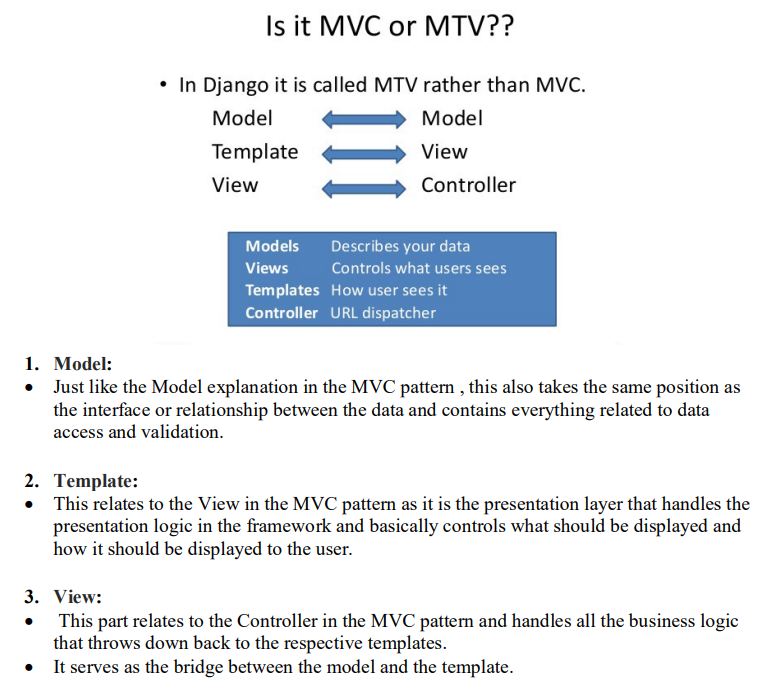 Is it MVC or MTV??
• In Django it is called MTV rather than MVC.
Model Model
Template View
View Controller
Models Describes your data
Views Controls what users sees
Templates How user sees it
Controller URL dispatcher
1. Model:
• Just like the Model explanation in the MVC pattern , this also takes the same position as
the interface or relationship between the data and contains everything related to data
access and validation.
2. Template:
• This relates to the View in the MVC pattern as it is the presentation layer that handles the
presentation logic in the framework and basically controls what should be displayed and
how it should be displayed to the user.
3. View:
• This part relates to the Controller in the MVC pattern and handles all the business logic
that throws down back to the respective templates.
• It serves as the bridge between the model and the template.